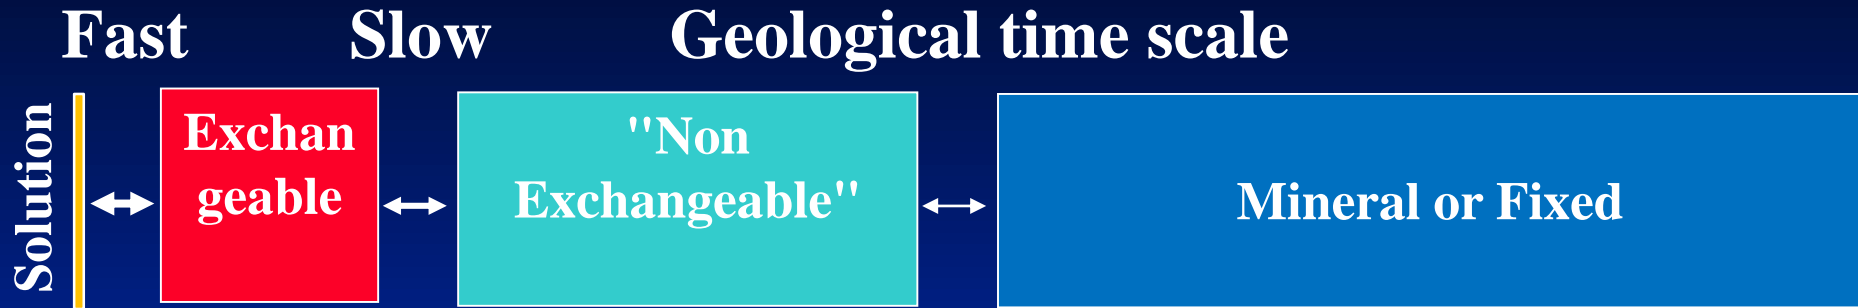 Fast Slow Geological time scale
Solution
Exchan
geable
"Non
Exchangeable"
Mineral or Fixed